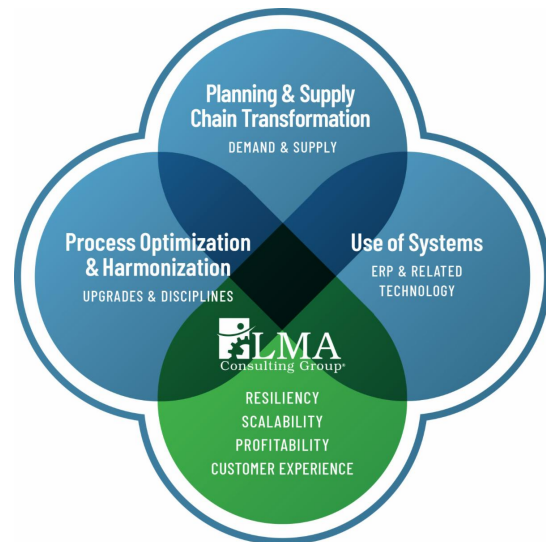 Planning & Supply
Chain Transformation
DEMAND & SUPPLY
Process Optimization
& Harmonization
UPGRADES & DISCIPLINES
Use of Systems
ERP & RELATED
TECHNOLOGY
LMA
Consulting Group®
RESILIENCY
SCALABILITY
PROFITABILITY
CUSTOMER EXPERIENCE